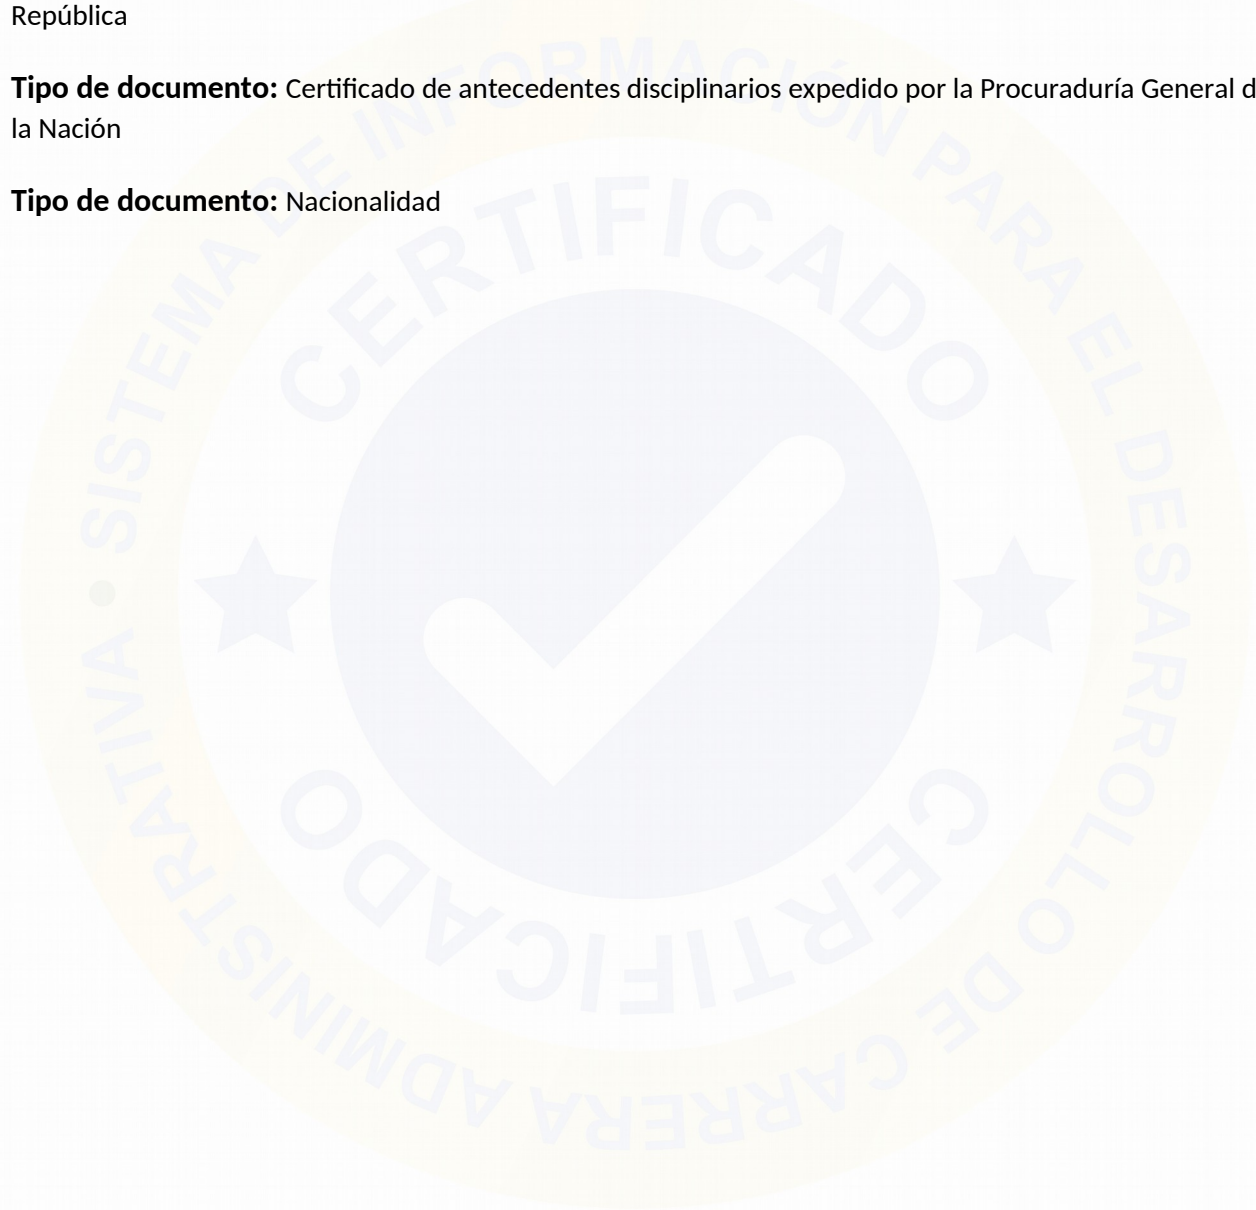 República
Tipo de documento: Certificado de antecedentes disciplinarios expedido por la Procuraduría General d
la Nación
Tipo de documento: Nacionalidad
SISTEMA DE INFORMACIÓN PARA EL DESARROLLO DE CARRERA ADMINISTRATIVA •
CERTIFICADO
CERTIFICADO